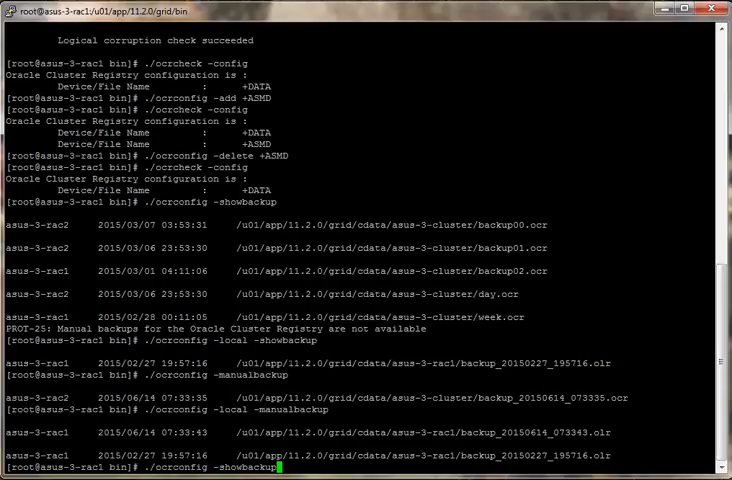 root@asus-3-rac1:/u01/app/11.2.0/grid/bin
Logical corruption check succeeded
[root@asus-3-rac1 bin]# ./ocrcheck -config
Oracle Cluster Registry configuration is :
Device/File Name : +DATA
[root@asus-3-rac1 bin]# ./ocrconfig -add +ASMD
[root@asus-3-rac1 bin]# ./ocrcheck -config
Oracle Cluster Registry configuration is :
Device/File Name : +DATA
Device/File Name : +ASMD
[root@asus-3-rac1 bin]# ./ocrconfig -delete +ASMD
[root@asus-3-rac1 bin]# ./ocrcheck -config
Oracle Cluster Registry configuration is :
Device/File Name : +DATA
[root@asus-3-rac1 bin]# ./ocrconfig -showbackup
asus-3-rac2 2015/03/07 03:53:31 /u01/app/11.2.0/grid/cdata/asus-3-cluster/backup00.ocr
asus-3-rac2 2015/03/06 23:53:30 /u01/app/11.2.0/grid/cdata/asus-3-cluster/backup01.ocr
asus-3-rac1 2015/03/01 04:11:06 /u01/app/11.2.0/grid/cdata/asus-3-cluster/backup02.ocr
asus-3-rac2 2015/03/06 23:53:30 /u01/app/11.2.0/grid/cdata/asus-3-cluster/day.ocr
asus-3-rac1 2015/02/28 00:11:05 /u01/app/11.2.0/grid/cdata/asus-3-cluster/week.ocr
PROT-25: Manual backups for the Oracle Cluster Registry are not available
[root@asus-3-rac1 bin]# ./ocrconfig -local -showbackup
asus-3-rac1 2015/02/27 19:57:16 /u01/app/11.2.0/grid/cdata/asus-3-rac1/backup_20150227_195716.olr
[root@asus-3-rac1 bin]# ./ocrconfig -manualbackup
asus-3-rac2 2015/06/14 07:33:35 /u01/app/11.2.0/grid/cdata/asus-3-cluster/backup_20150614_073335.ocr
[root@asus-3-rac1 bin]# ./ocrconfig -local -manualbackup
asus-3-rac1 2015/06/14 07:33:43 /u01/app/11.2.0/grid/cdata/asus-3-rac1/backup_20150614_073343.olr
asus-3-rac1 2015/02/27 19:57:16 /u01/app/11.2.0/grid/cdata/asus-3-rac1/backup_20150227_195716.olr
[root@asus-3-rac1 bin]# ./ocrconfig -showbackup